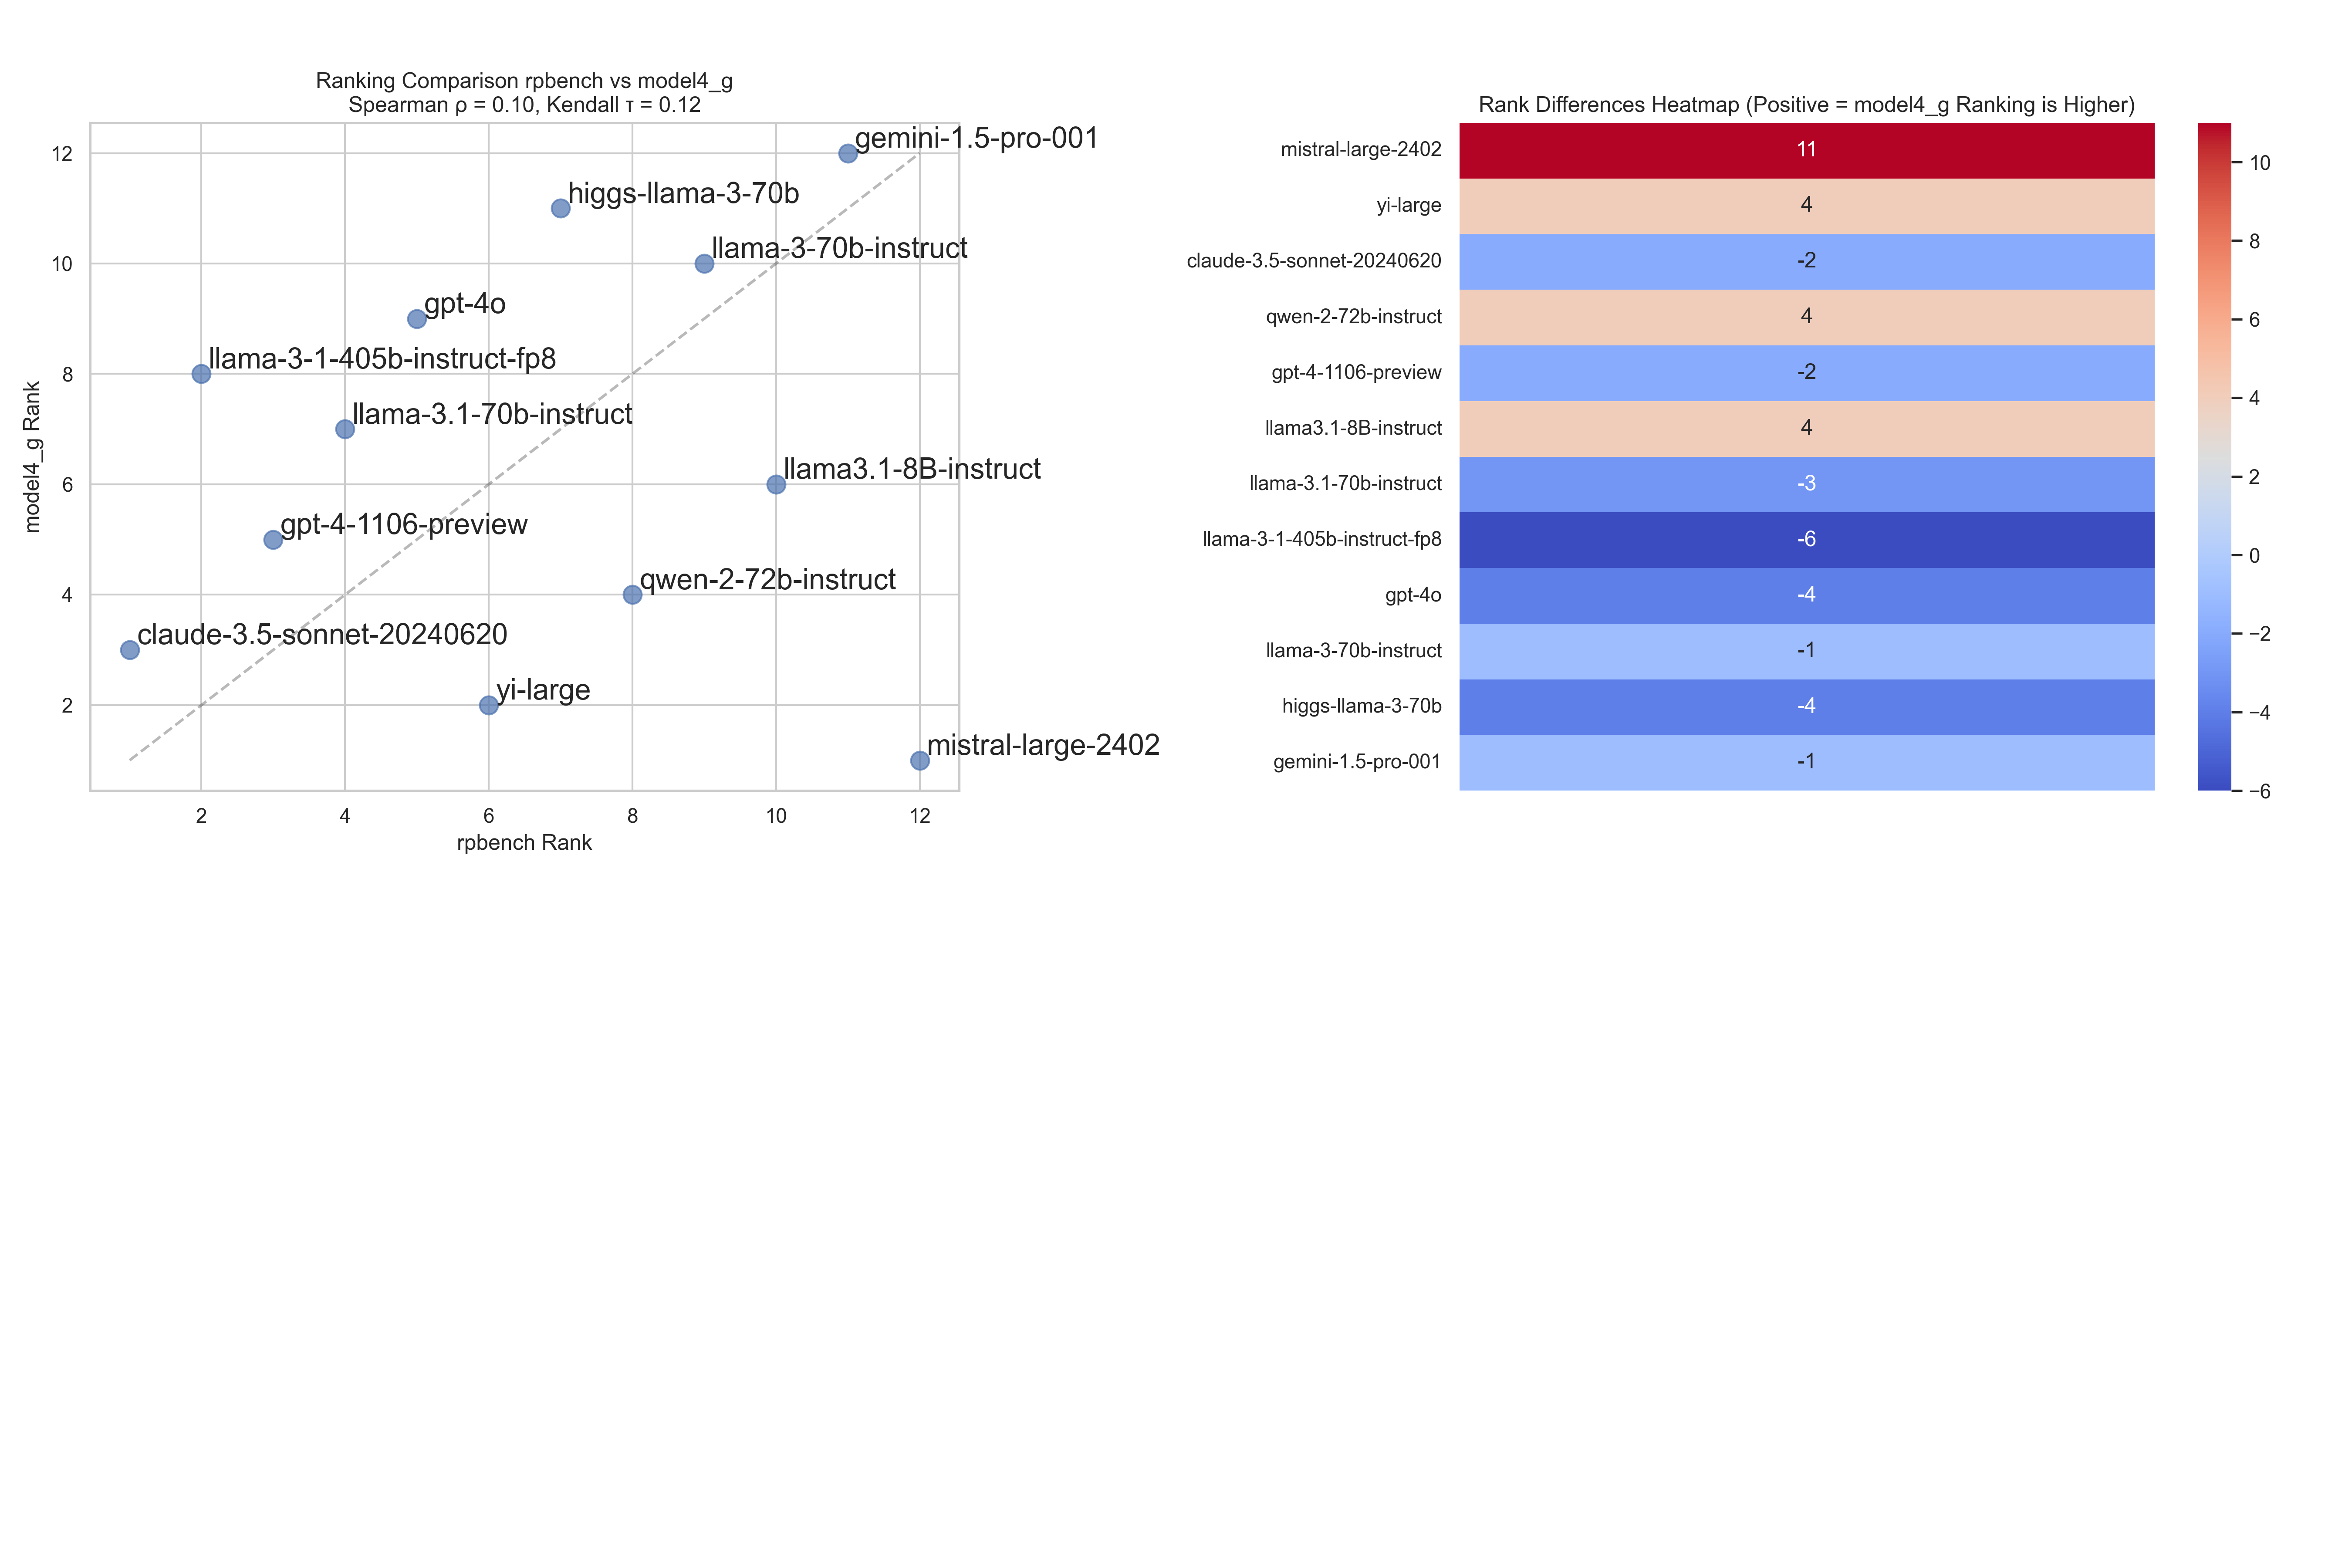 Ranking Comparison rpbench vs model4_g
Spearman ρ = 0.10, Kendall τ = 0.12
model4_g Rank
12
10
8
6
4
2
gemini-1.5-pro-001
higgs-llama-3-70b
llama-3-70b-instruct
gpt-4o
llama-3-1-405b-instruct-fp8
llama-3.1-70b-instruct
llama3.1-8B-instruct
gpt-4-1106-preview
qwen-2-72b-instruct
claude-3.5-sonnet-20240620
yi-large
mistral-large-2402
2 4 6 8 10 12
rpbench Rank
Rank Differences Heatmap (Positive = model4_g Ranking is Higher)
mistral-large-2402 11
yi-large 4
claude-3.5-sonnet-20240620 -2
qwen-2-72b-instruct 4
gpt-4-1106-preview -2
llama3.1-8B-instruct 4
llama-3.1-70b-instruct -3
llama-3-1-405b-instruct-fp8 -6
gpt-4o -4
llama-3-70b-instruct -1
higgs-llama-3-70b -4
gemini-1.5-pro-001 -1
10
8
6
4
2
0
−2
−4
−6